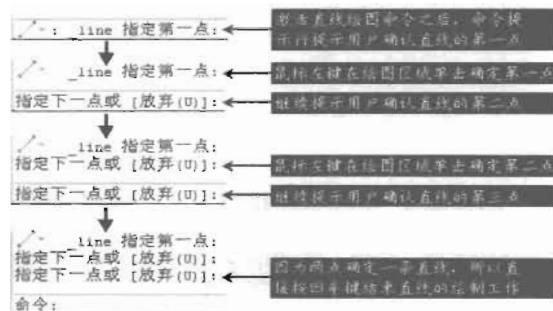 : _line 指定第一点:
激活直线绘图命令之后，命令提
示行提示用户确认直线的第一点
_line 指定第一点:
鼠标左键在绘图区域单击确定第一点
指定下一点或 [放弃(U)]:
继续提示用户确认直线的第二点
_line 指定第一点:
指定下一点或 [放弃(U)]:
鼠标左键在绘图区域单击确定第二点
指定下一点或 [放弃(U)]:
继续提示用户确认直线的第三点
_line 指定第一点:
指定下一点或 [放弃(U)]:
指定下一点或 [放弃(U)]:
因为两点确定一条直线，所以直
接按回车键结束直线的绘制工作
命令: